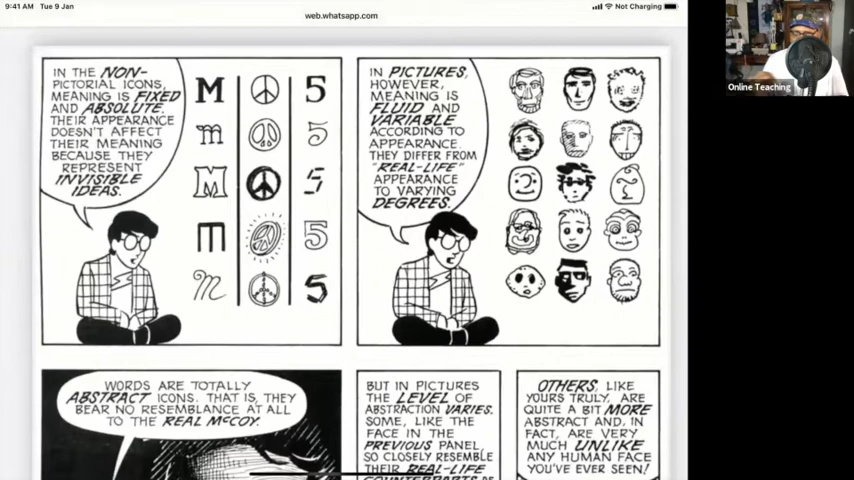 9:41 AM Tue 9 Jan
Not Charging
web.whatsapp.com
Online Teaching
IN THE NON-
PICTORIAL ICONS,
MEANING IS FIXED
AND ABSOLUTE.
THEIR APPEARANCE
DOESN'T AFFECT
THEIR MEANING
BECAUSE THEY
REPRESENT
INVISIBLE
IDEAS.
M 5
m 5
M 5
m 5
m 5
IN PICTURES,
HOWEVER,
MEANING IS
FLUID AND
VARIABLE
ACCORDING TO
APPEARANCE.
THEY DIFFER FROM
"REAL-LIFE"
APPEARANCE
TO VARYING
DEGREES.
WORDS ARE TOTALLY
ABSTRACT ICONS. THAT IS, THEY
BEAR NO RESEMBLANCE AT ALL
TO THE REAL McCOY.
BUT IN PICTURES
THE LEVEL OF
ABSTRACTION VARIES.
SOME, LIKE THE
FACE IN THE
PREVIOUS PANEL,
SO CLOSELY RESEMBLE
THEIR REAL-LIFE
OTHERS, LIKE
YOURS TRULY, ARE
QUITE A BIT MORE
ABSTRACT AND, IN
FACT, ARE VERY
MUCH UNLIKE
ANY HUMAN FACE
YOU'VE EVER SEEN!